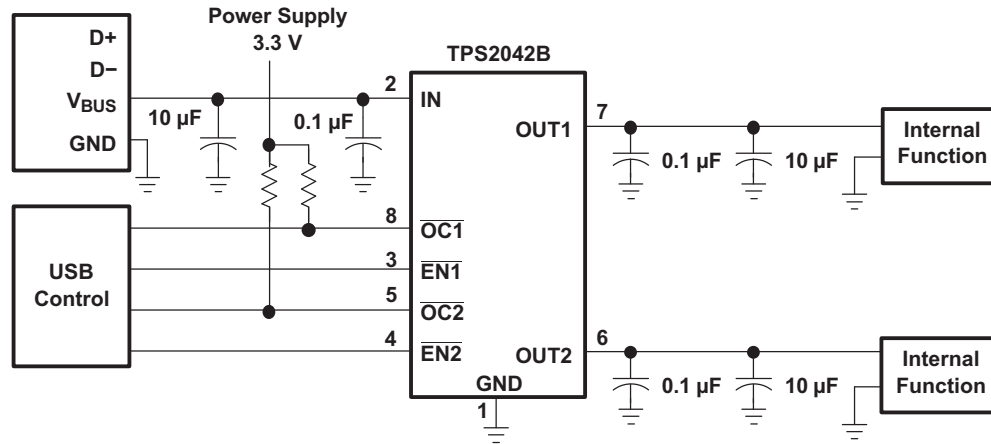 Power Supply
3.3 V
TPS2042B
D+
D−
VBUS
GND
10 µF
0.1 µF
2
IN
7
OUT1
0.1 µF
10 µF
Internal
Function
USB
Control
8
OC1
3
EN1
5
OC2
4
EN2
6
OUT2
0.1 µF
10 µF
Internal
Function
GND
1